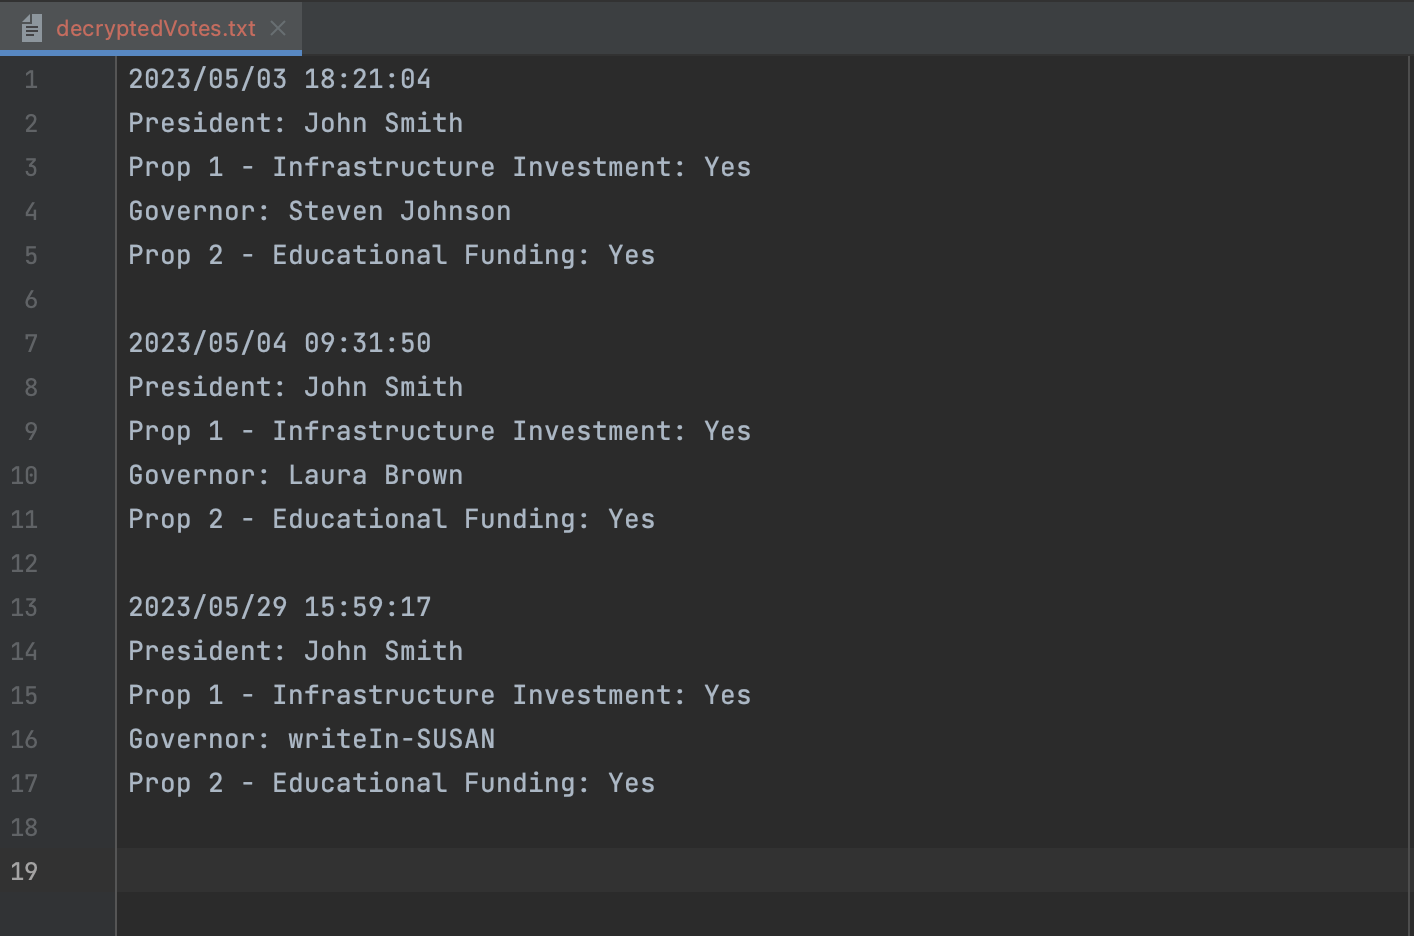 decryptedVotes.txt
1 2023/05/03 18:21:04
2 President: John Smith
3 Prop 1 - Infrastructure Investment: Yes
4 Governor: Steven Johnson
5 Prop 2 - Educational Funding: Yes
6
7 2023/05/04 09:31:50
8 President: John Smith
9 Prop 1 - Infrastructure Investment: Yes
10 Governor: Laura Brown
11 Prop 2 - Educational Funding: Yes
12
13 2023/05/29 15:59:17
14 President: John Smith
15 Prop 1 - Infrastructure Investment: Yes
16 Governor: writeIn-SUSAN
17 Prop 2 - Educational Funding: Yes
18
19